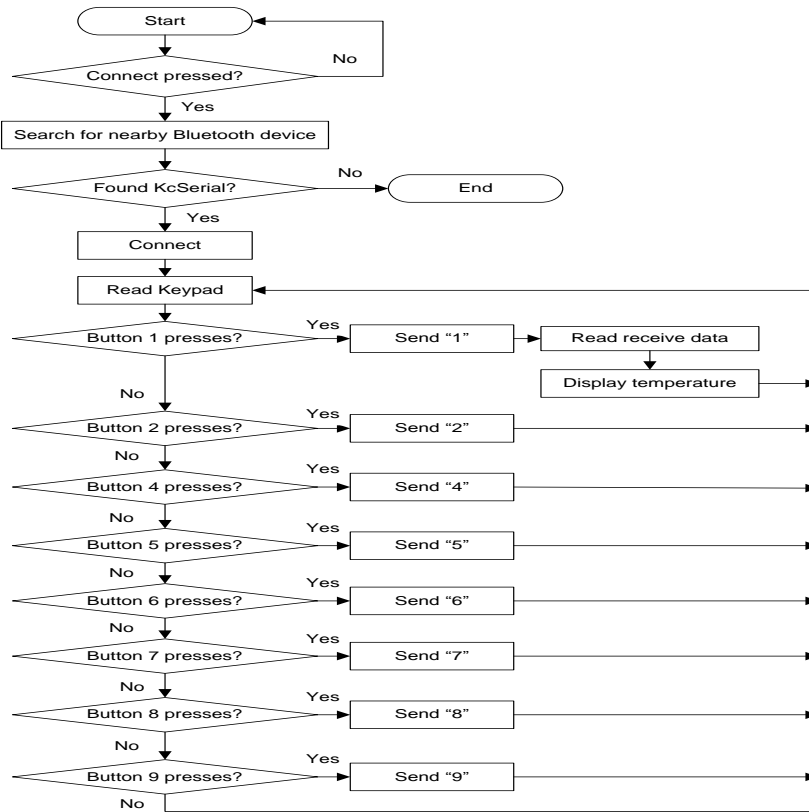 Start
No
Connect pressed?
Yes
Search for nearby Bluetooth device
Found KcSerial?
No
End
Yes
Connect
Read Keypad
Button 1 presses?
Yes
Send “1”
Read receive data
Display temperature
No
Button 2 presses?
Yes
Send “2”
No
Button 4 presses?
Yes
Send “4”
No
Button 5 presses?
Yes
Send “5”
No
Button 6 presses?
Yes
Send “6”
No
Button 7 presses?
Yes
Send “7”
No
Button 8 presses?
Yes
Send “8”
No
Button 9 presses?
Yes
Send “9”
No